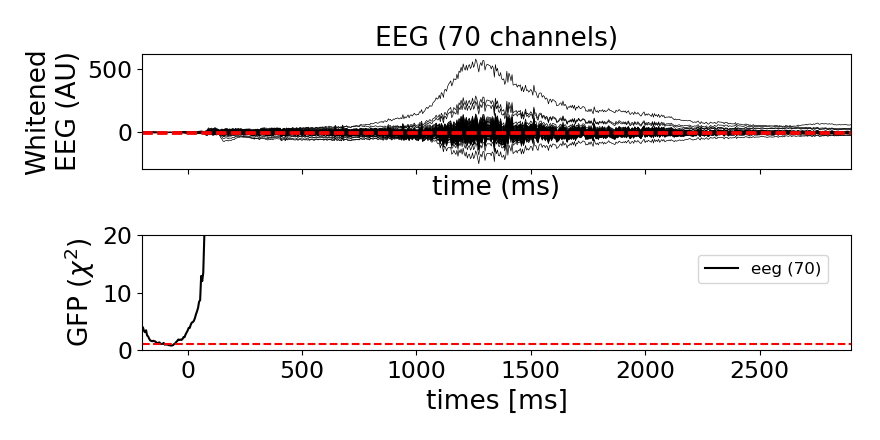 EEG (70 channels)
Whitened
EEG (AU)
500
0
time (ms)
GFP (χ²)
20
10
0
eeg (70)
0 500 1000 1500 2000 2500
times [ms]